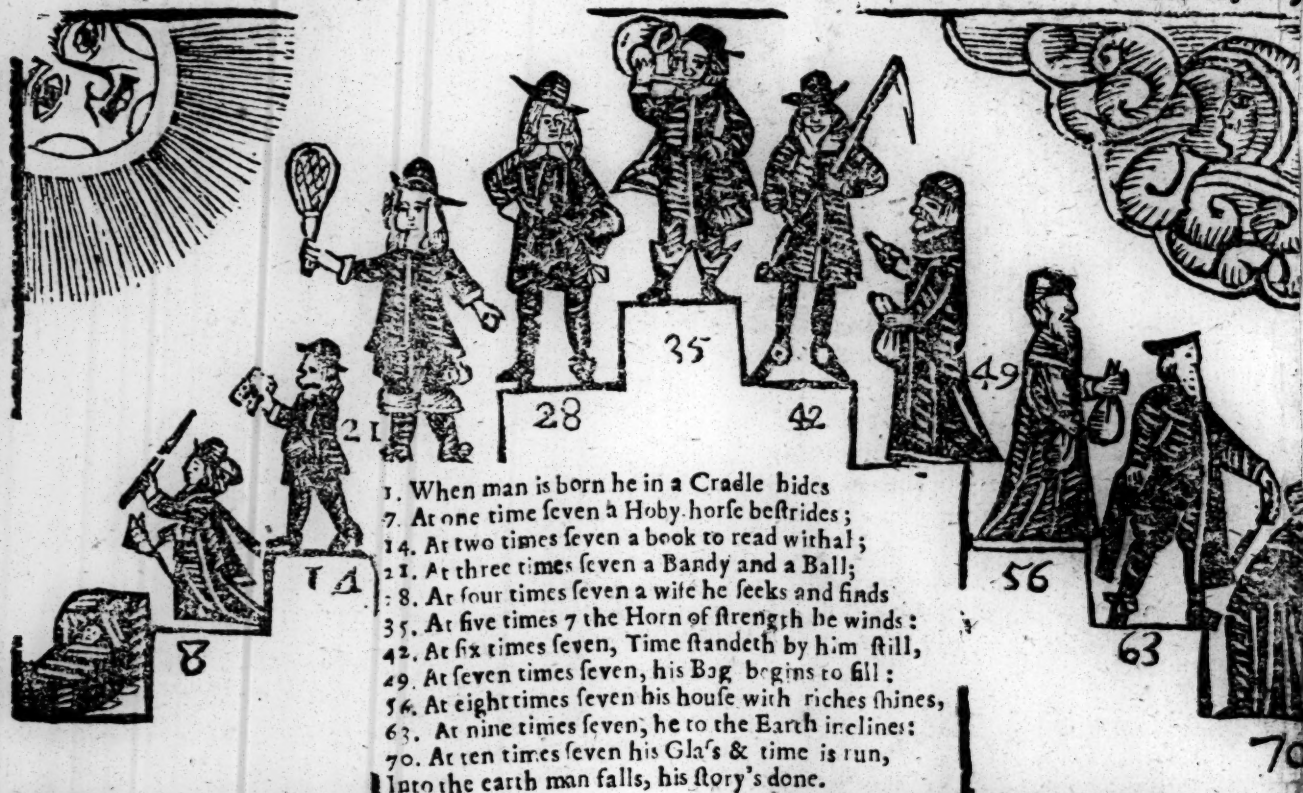 35
28
42
21
49
14
56
8
63
70
1. When man is born he in a Cradle hides
7. At one time ſeven a Hoby-horſe beſtrides;
14. At two times ſeven a book to read withal;
21. At three times ſeven a Bandy and a Ball;
:8. At four times ſeven a wife he ſeeks and finds
35. At five times 7 the Horn of ſtrength he winds:
42. At ſix times ſeven, Time ſtandeth by him ſtill,
49. At ſeven times ſeven, his Bag begins to fill:
56. At eight times ſeven his houſe with riches ſhines,
63. At nine times ſeven, he to the Earth inclines:
70. At ten times ſeven his Glaſs & time is run,
Into the earth man falls, his ſtory's done.